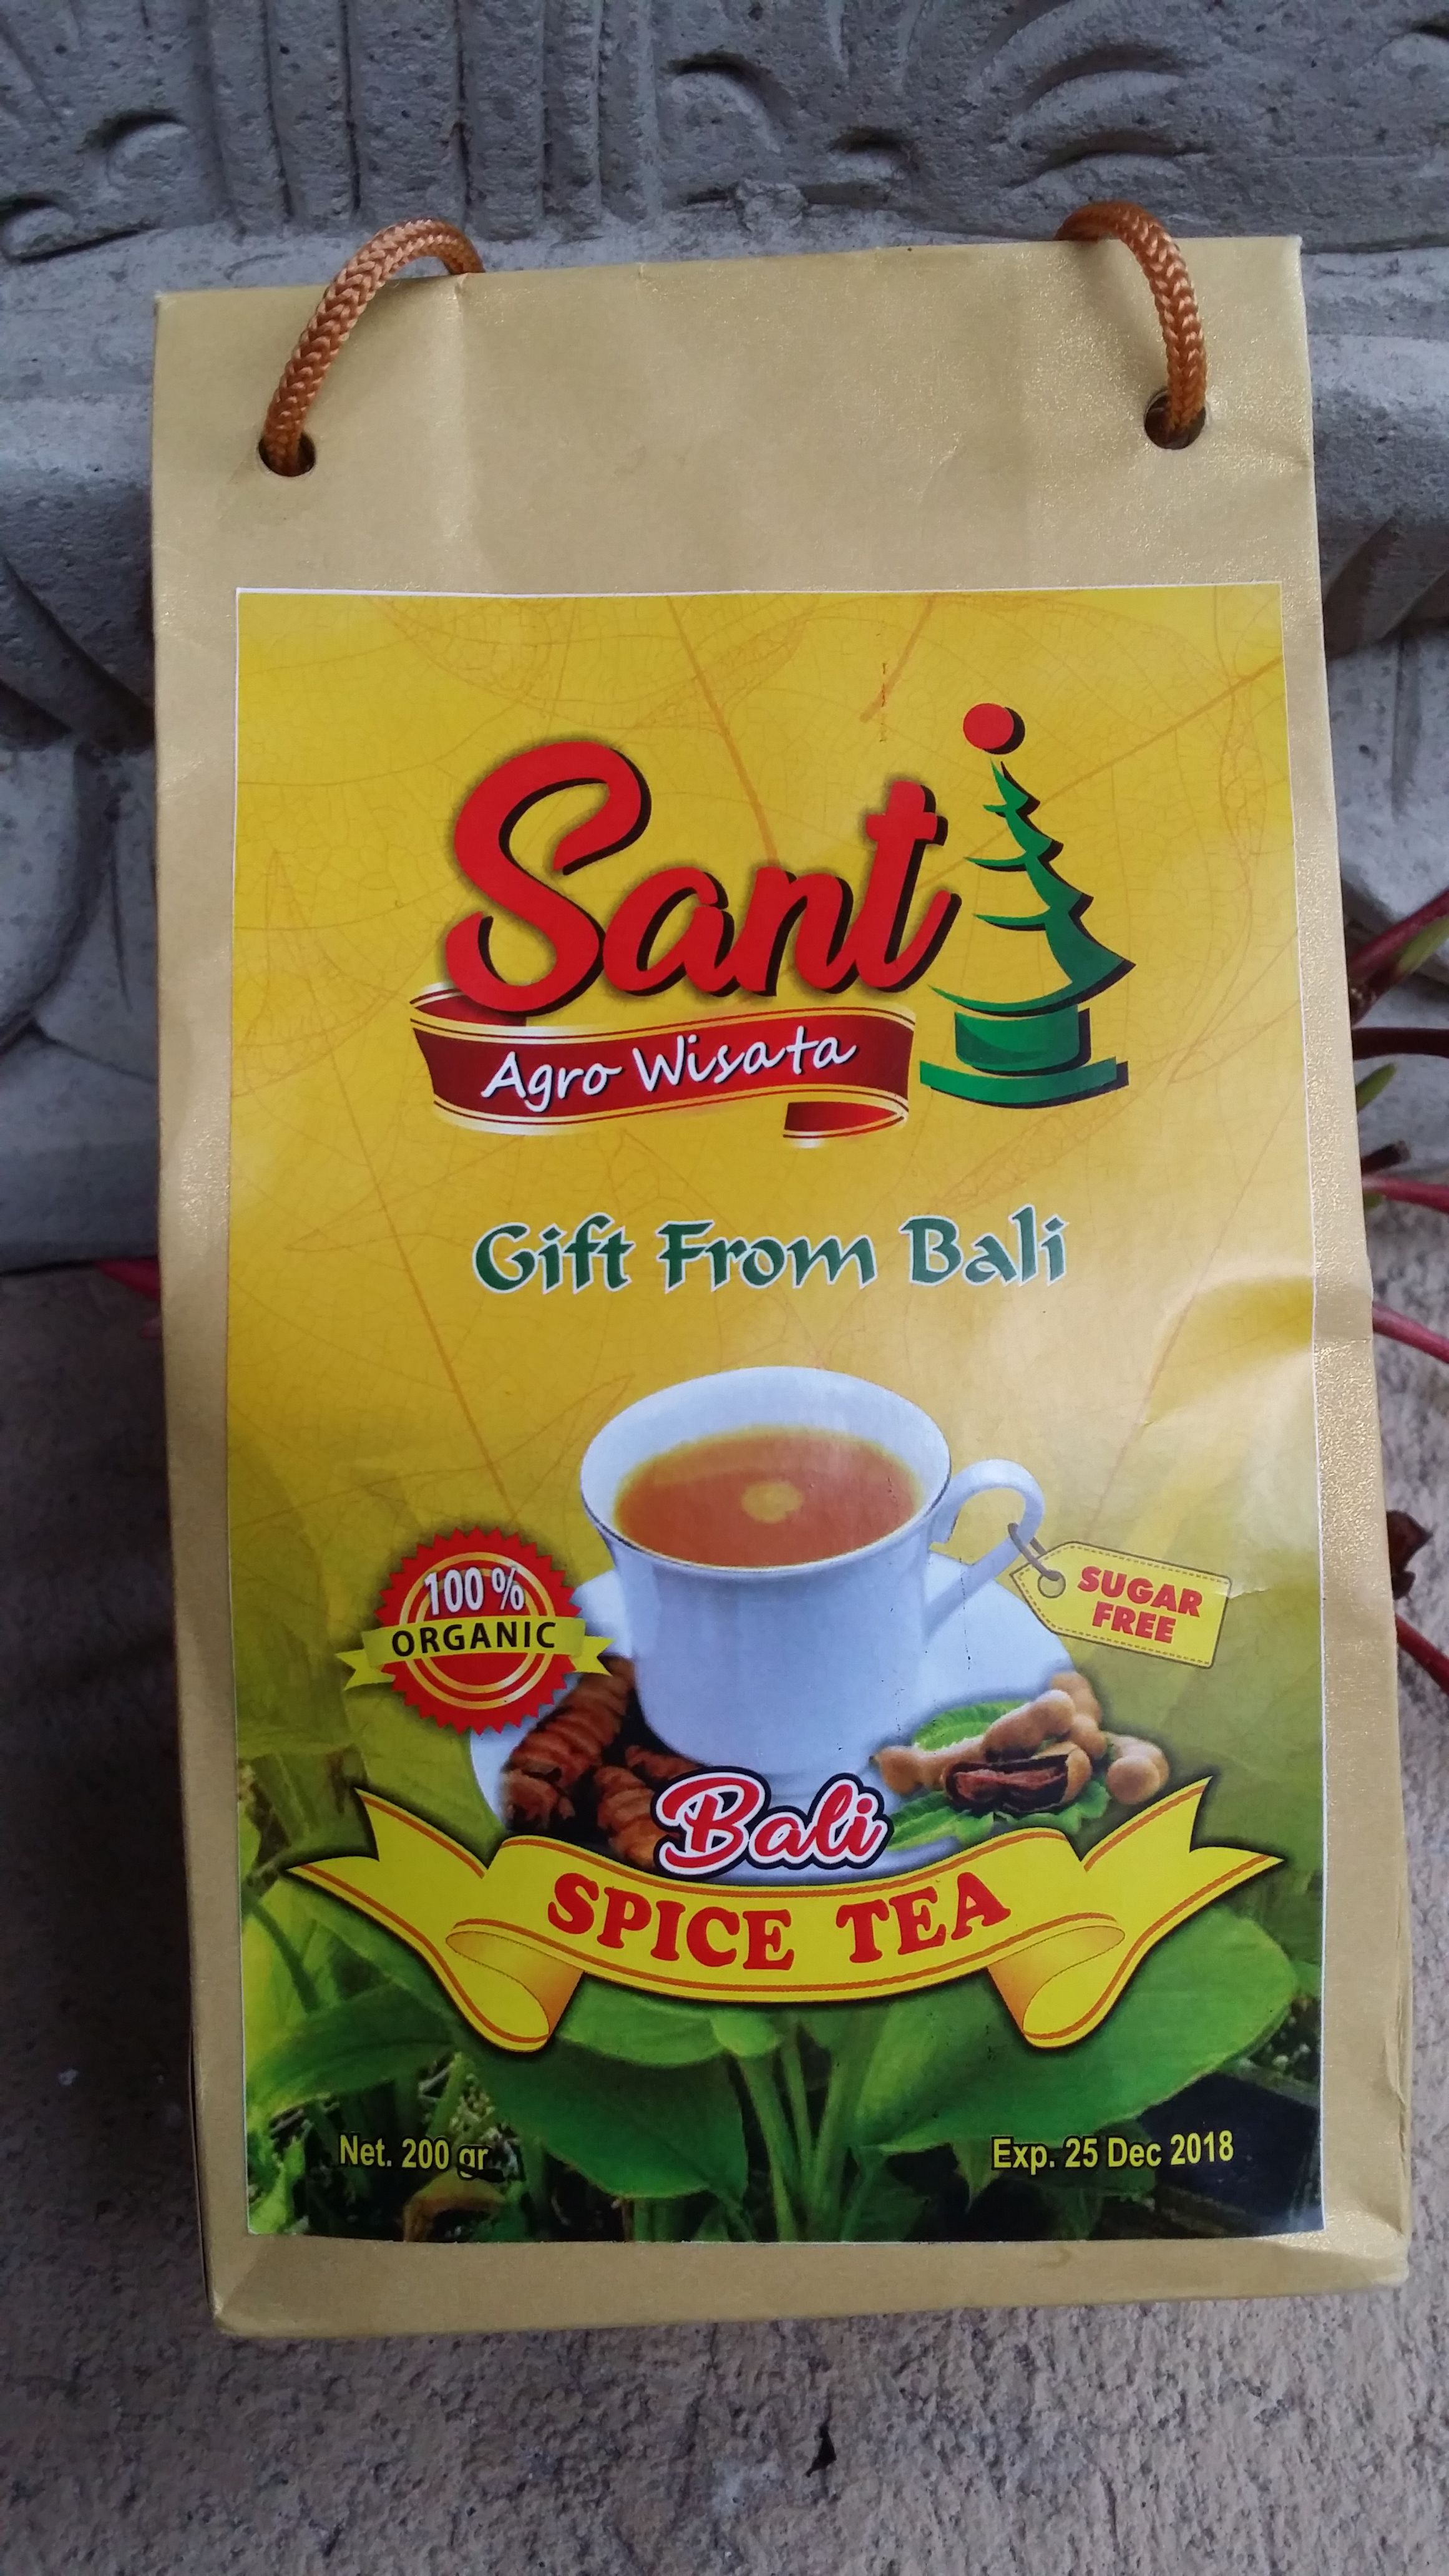 Santi
Agro Wisata
Gift From Bali
100 %
ORGANIC
SUGAR
FREE
Bali
SPICE TEA
Net. 200 gr
Exp. 25 Dec 2018